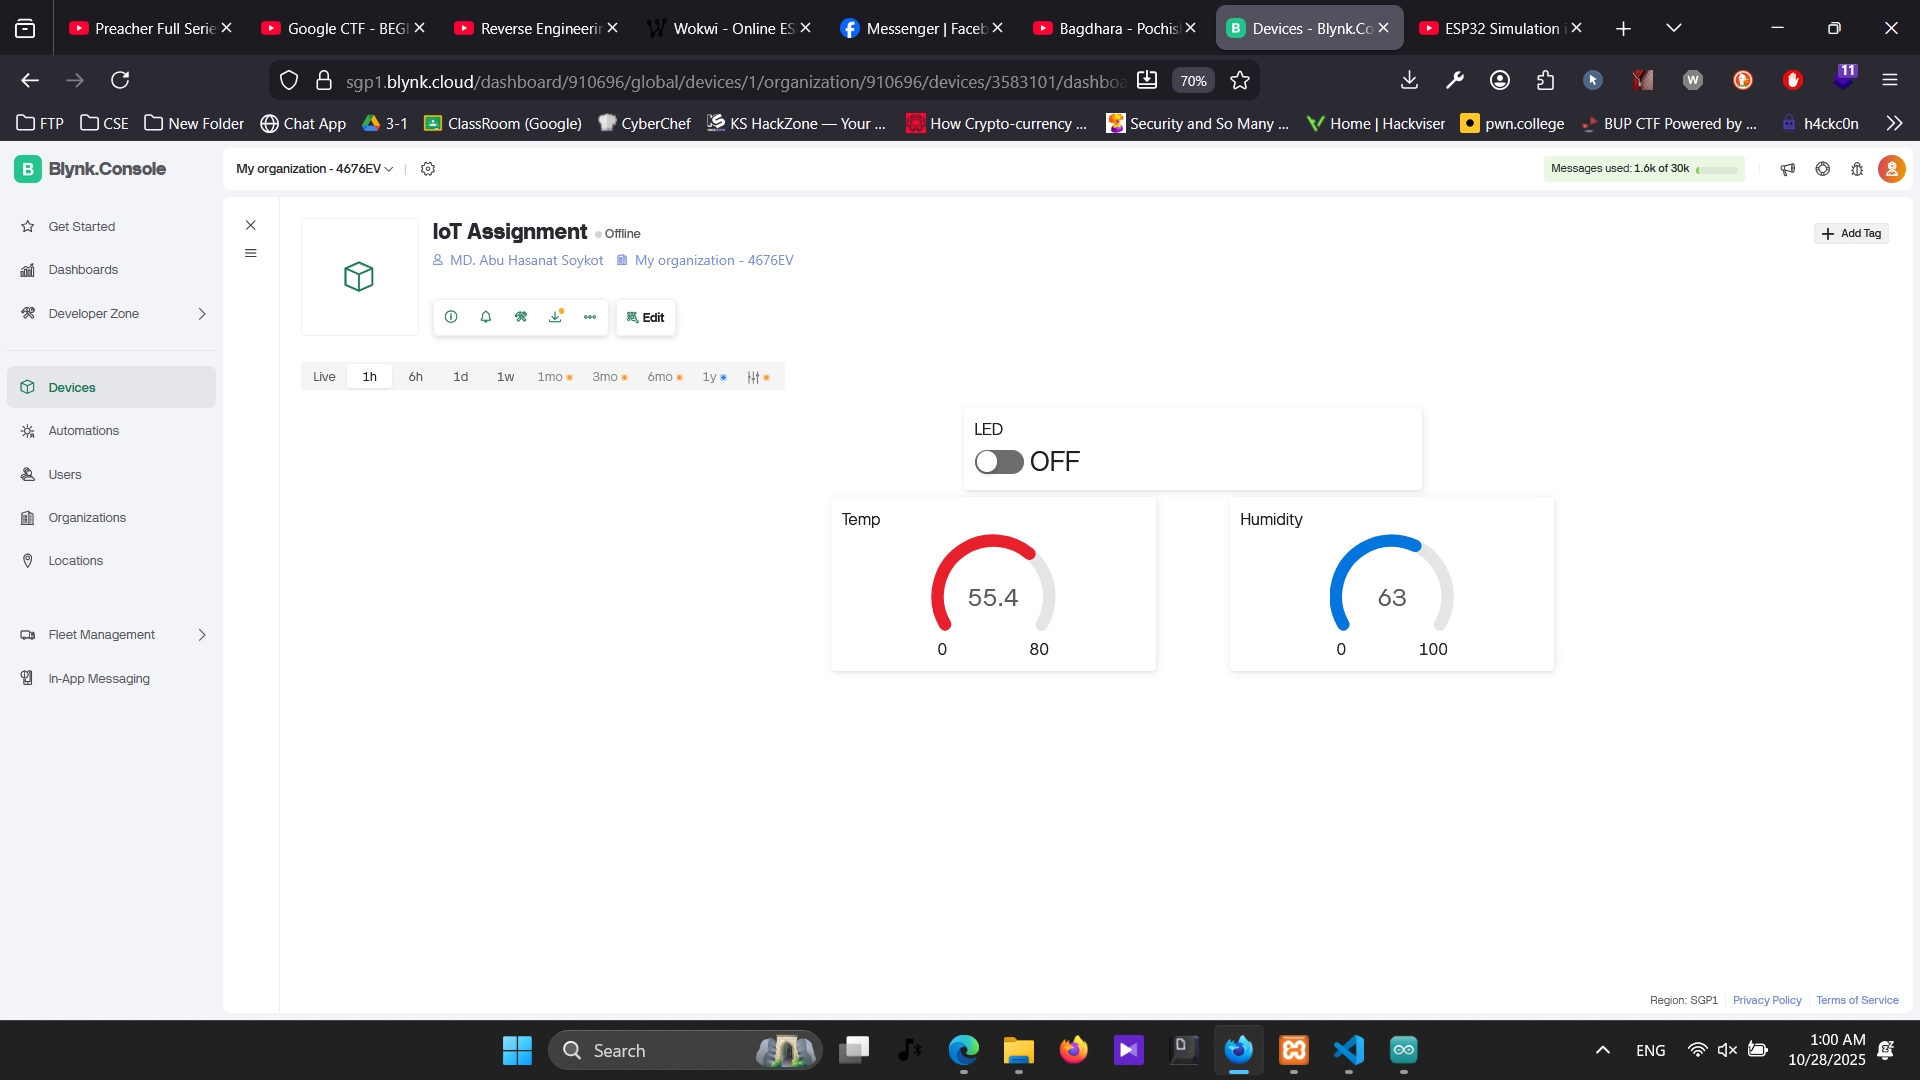 Preacher Full Serie
Google CTF - BEGI
Reverse Engineerin
Wokwi - Online ES
Messenger | Faceb
Bagdhara - Pochisl
Devices - Blynk.Co
ESP32 Simulation i
sgp1.blynk.cloud/dashboard/910696/global/devices/1/organization/910696/devices/3583101/dashboa
70%
11
FTP
CSE
New Folder
Chat App
3-1
ClassRoom (Google)
CyberChef
KS HackZone — Your ...
How Crypto-currency ...
Security and So Many ...
Home | Hackviser
pwn.college
BUP CTF Powered by ...
h4ckc0n
B Blynk.Console
My organization - 4676EV
Messages used: 1.6k of 30k
Get Started
Dashboards
Developer Zone
Devices
Automations
Users
Organizations
Locations
Fleet Management
In-App Messaging
IoT Assignment
Offline
Add Tag
MD. Abu Hasanat Soykot
My organization - 4676EV
Edit
Live 1h 6h 1d 1w 1mo 3mo 6mo 1y
LED
OFF
Temp
55.4
0 80
Humidity
63
0 100
Region: SGP1
Privacy Policy
Terms of Service
Search
ENG
1:00 AM
10/28/2025